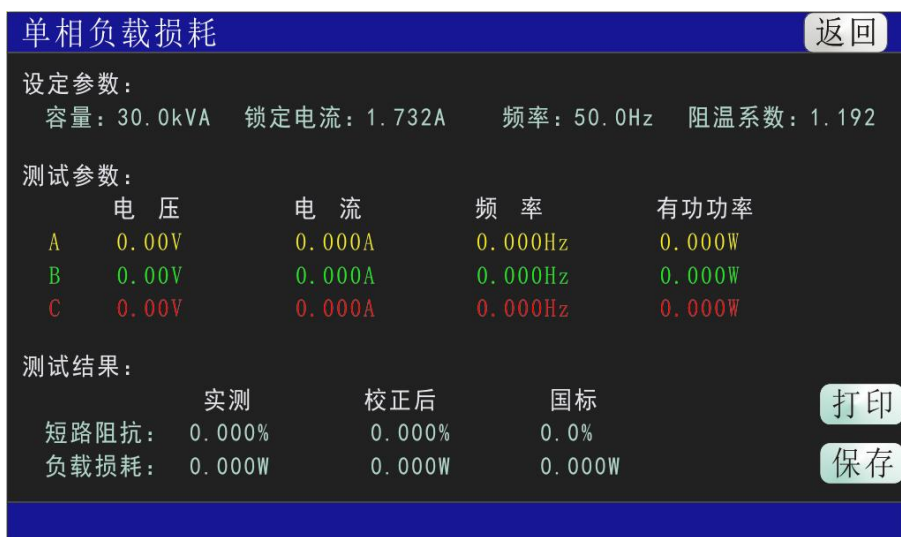 单相负载损耗 返回
设定参数：
容量：30.0kVA 锁定电流：1.732A 频率：50.0Hz 阻温系数：1.192
测试参数：
电 压 电 流 频 率 有功功率
A 0.00V 0.000A 0.000Hz 0.000W
B 0.00V 0.000A 0.000Hz 0.000W
C 0.00V 0.000A 0.000Hz 0.000W
测试结果：
实测 校正后 国标
打印
短路阻抗： 0.000% 0.000% 0.0%
负载损耗： 0.000W 0.000W 0.000W
保存